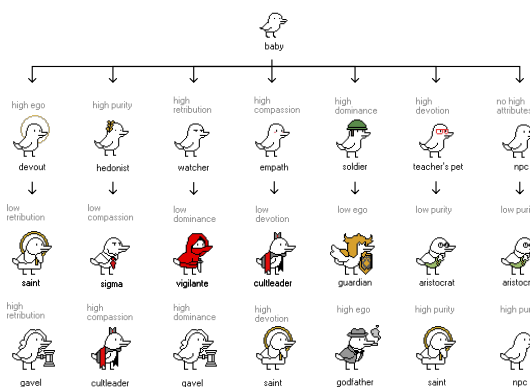 baby
high ego
high purity
high
retribution
high
compassion
high
dominance
high
devotion
no high
attributes
devout
hedonist
watcher
empath
soldier
teacher's pet
npc
low
retribution
low
compassion
low
dominance
low
devotion
low ego
low purity
low purit
saint
sigma
vigilante
cultleader
guardian
aristocrat
aristocr
high
retribution
high
compassion
high
dominance
high
devotion
high ego
high purity
high pur
gavel
cultleader
gavel
saint
godfather
saint
npc